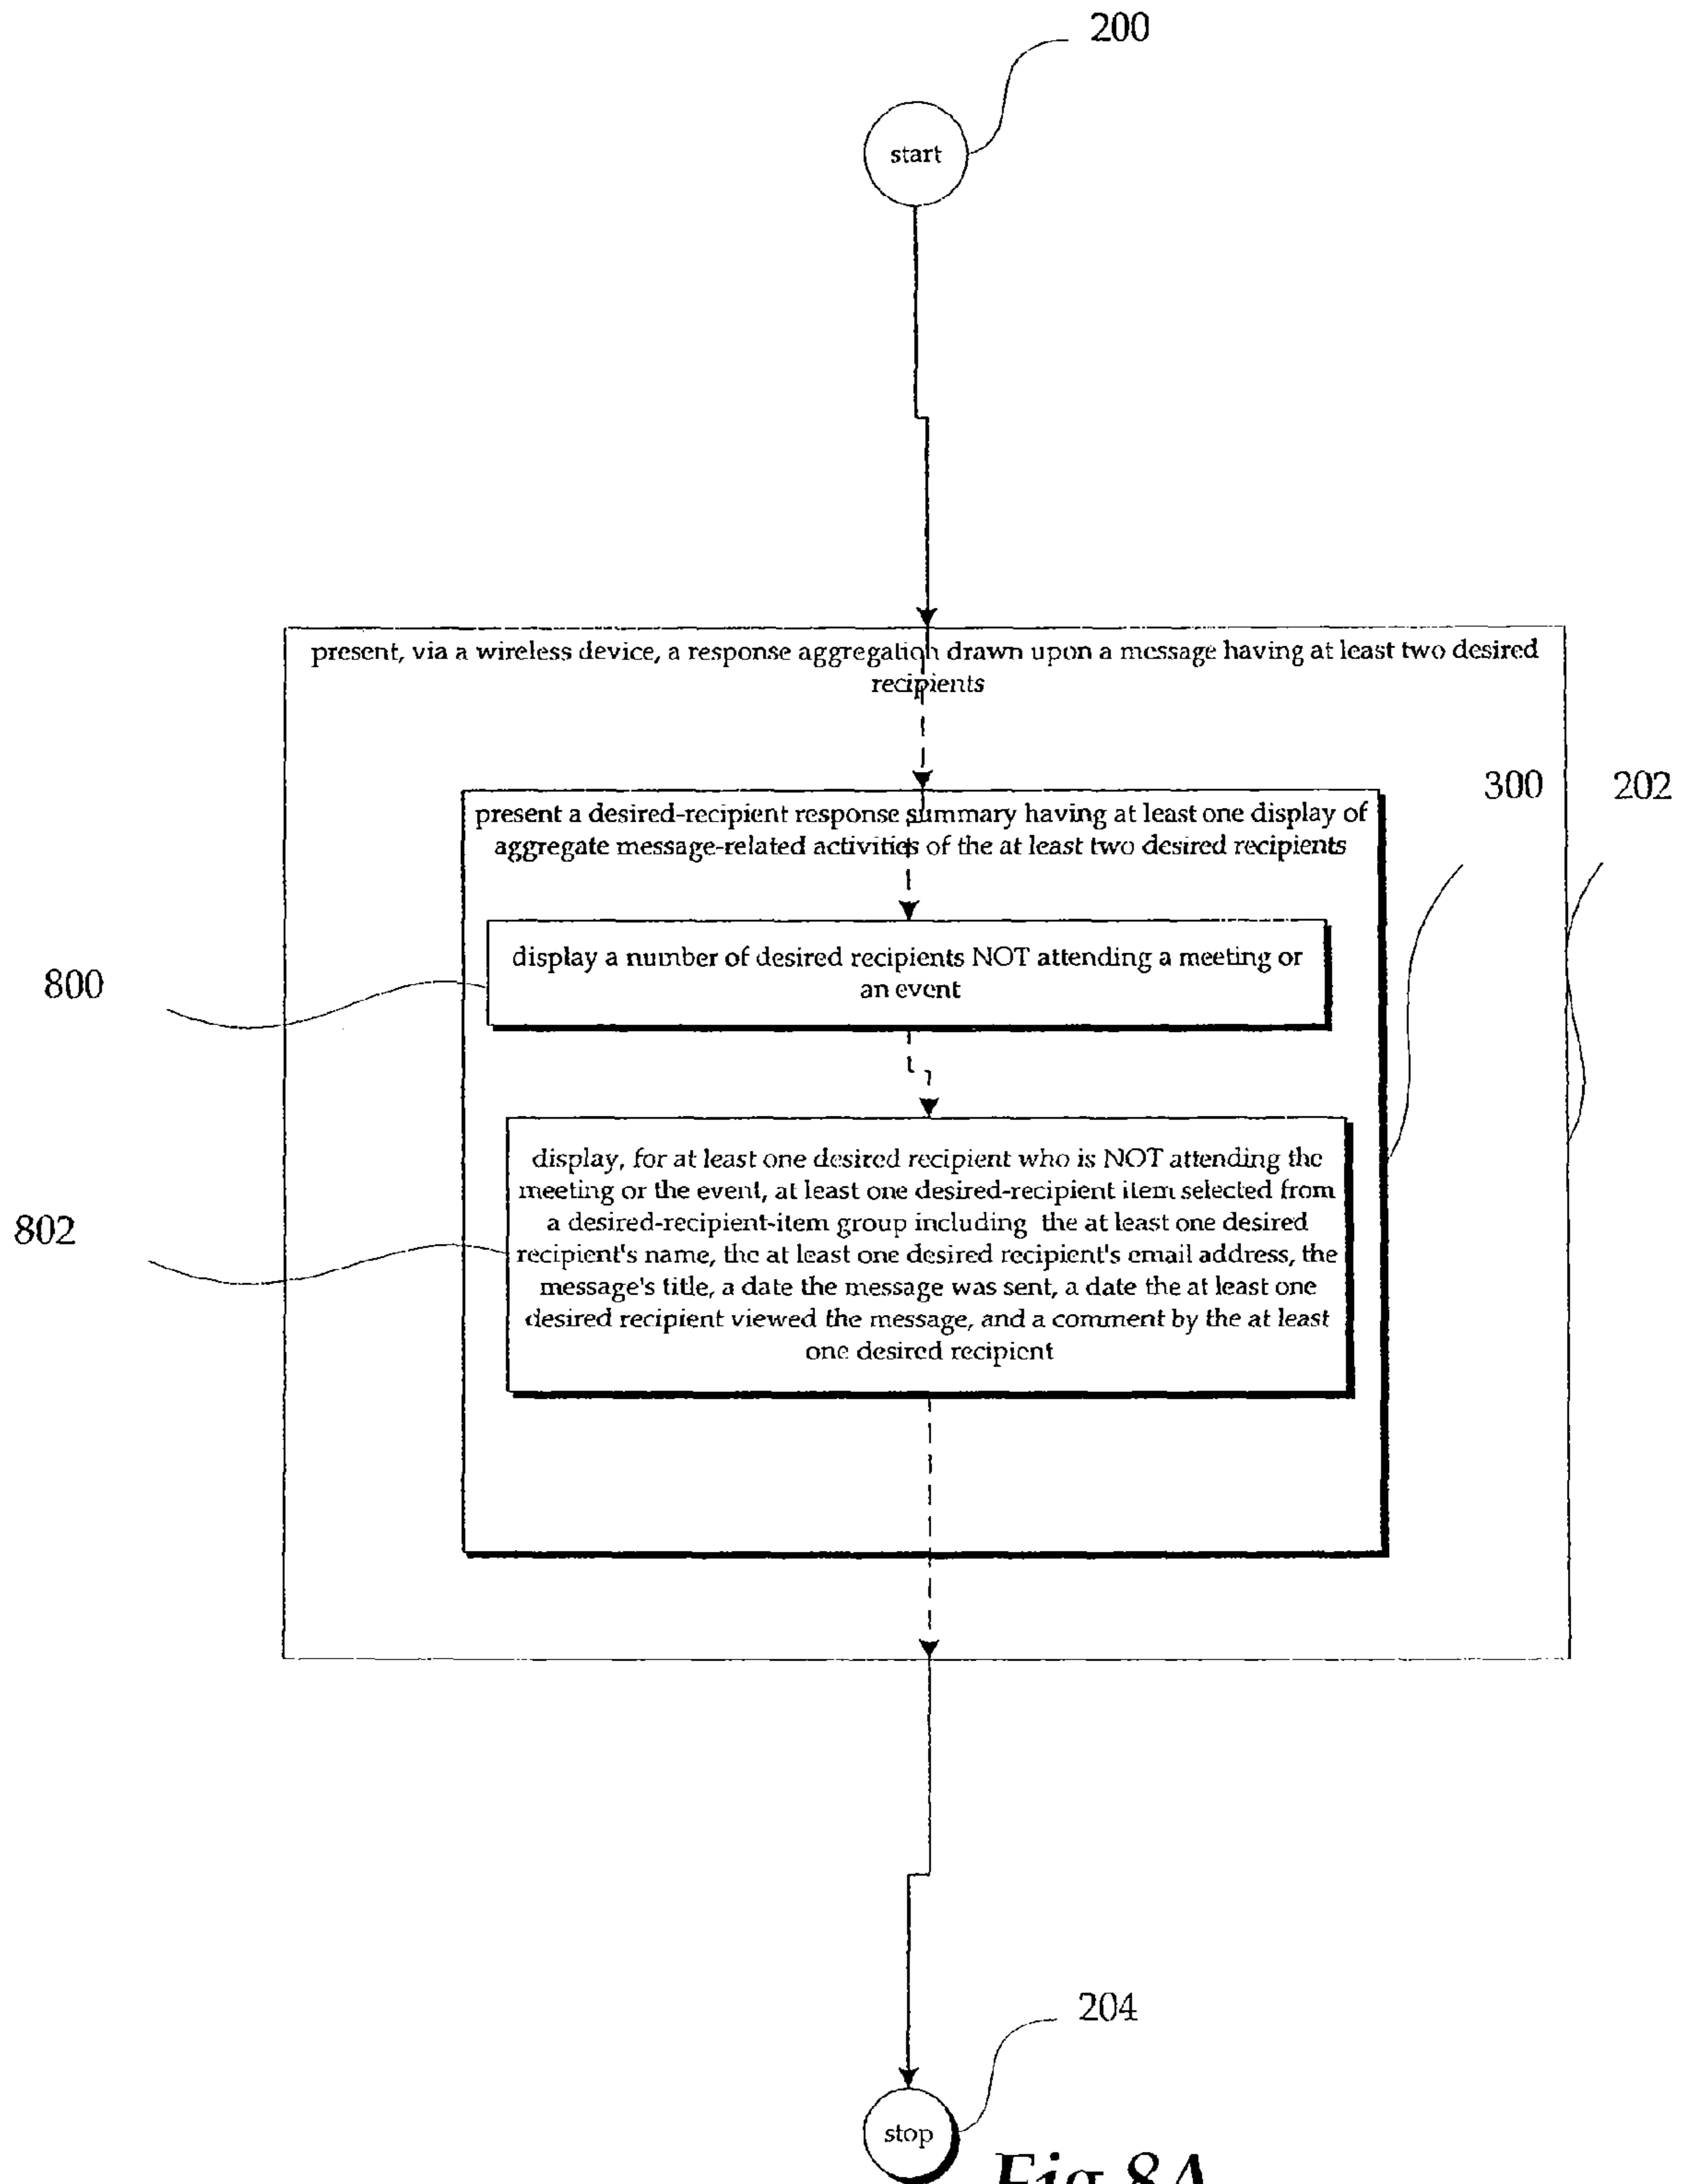 200
start
present, via a wireless device, a response aggregation drawn upon a message having at least two desired
recipients
300
202
present a desired-recipient response summary having at least one display of
aggregate message-related activities of the at least two desired recipients
800
display a number of desired recipients NOT attending a meeting or
an event
802
display, for at least one desired recipient who is NOT attending the
meeting or the event, at least one desired-recipient item selected from
a desired-recipient-item group including the at least one desired
recipient's name, the at least one desired recipient's email address, the
message's title, a date the message was sent, a date the at least one
desired recipient viewed the message, and a comment by the at least
one desired recipient
204
stop
Fig 8A